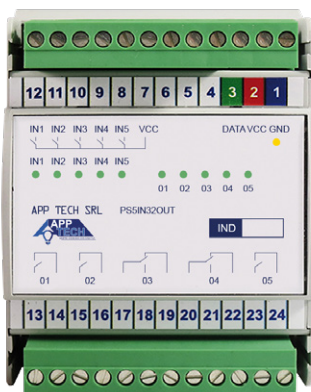 12 11 10 9 8 7 6 5 4 3 2 1
IN1 IN2 IN3 IN4 IN5 VCC DATA VCC GND
IN1 IN2 IN3 IN4 IN5
01 02 03 04 05
APP TECH SRL PS5IN32OUT
APP
TECH
IND
01 02 03 04 05
13 14 15 16 17 18 19 20 21 22 23 24